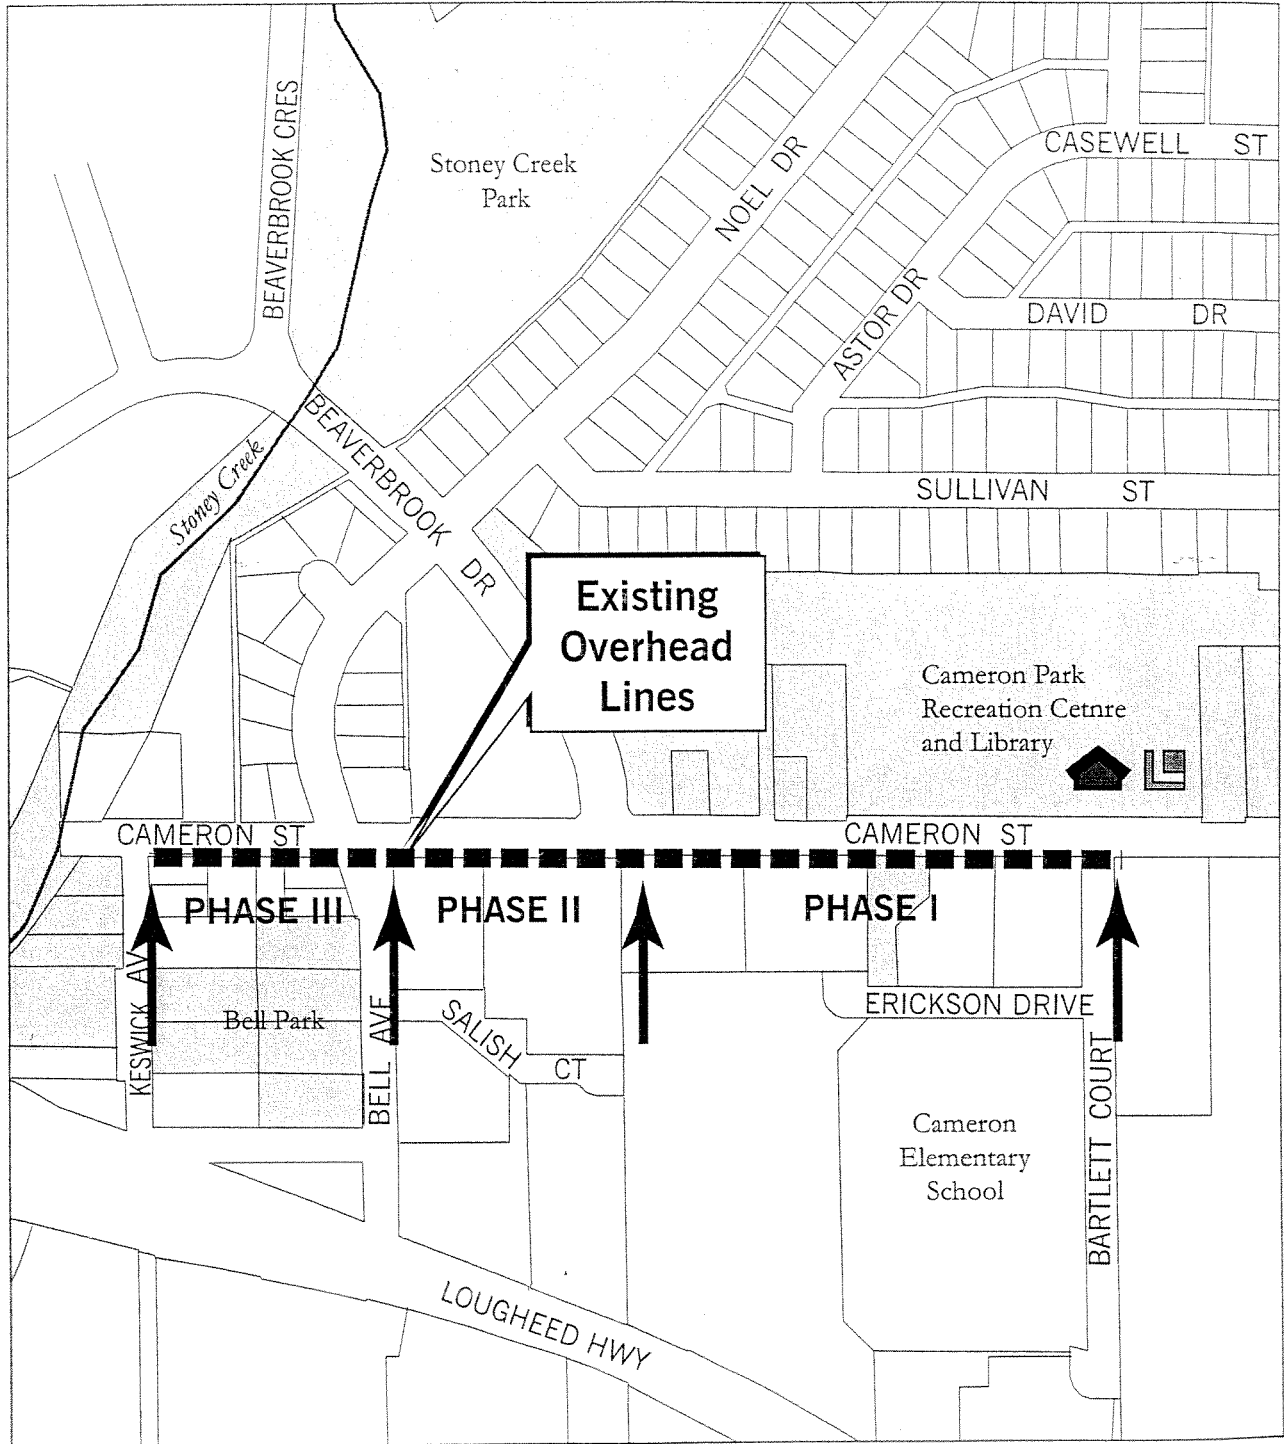 BEAVERBROOK CRES
Stoney Creek
Park
NOEL DR
CASEWELL ST
ASTOR DR
DAVID DR
BEAVERBROOK DR
Stoney Creek
SULLIVAN ST
Existing
Overhead
Lines
Cameron Park
Recreation Cetnre
and Library
CAMERON ST
CAMERON ST
PHASE III
PHASE II
PHASE I
KESWICK AV
Bell Park
BELL AVE
SALISH CT
ERICKSON DRIVE
Cameron
Elementary
School
BARTLETT COURT
LOUGHEED HWY